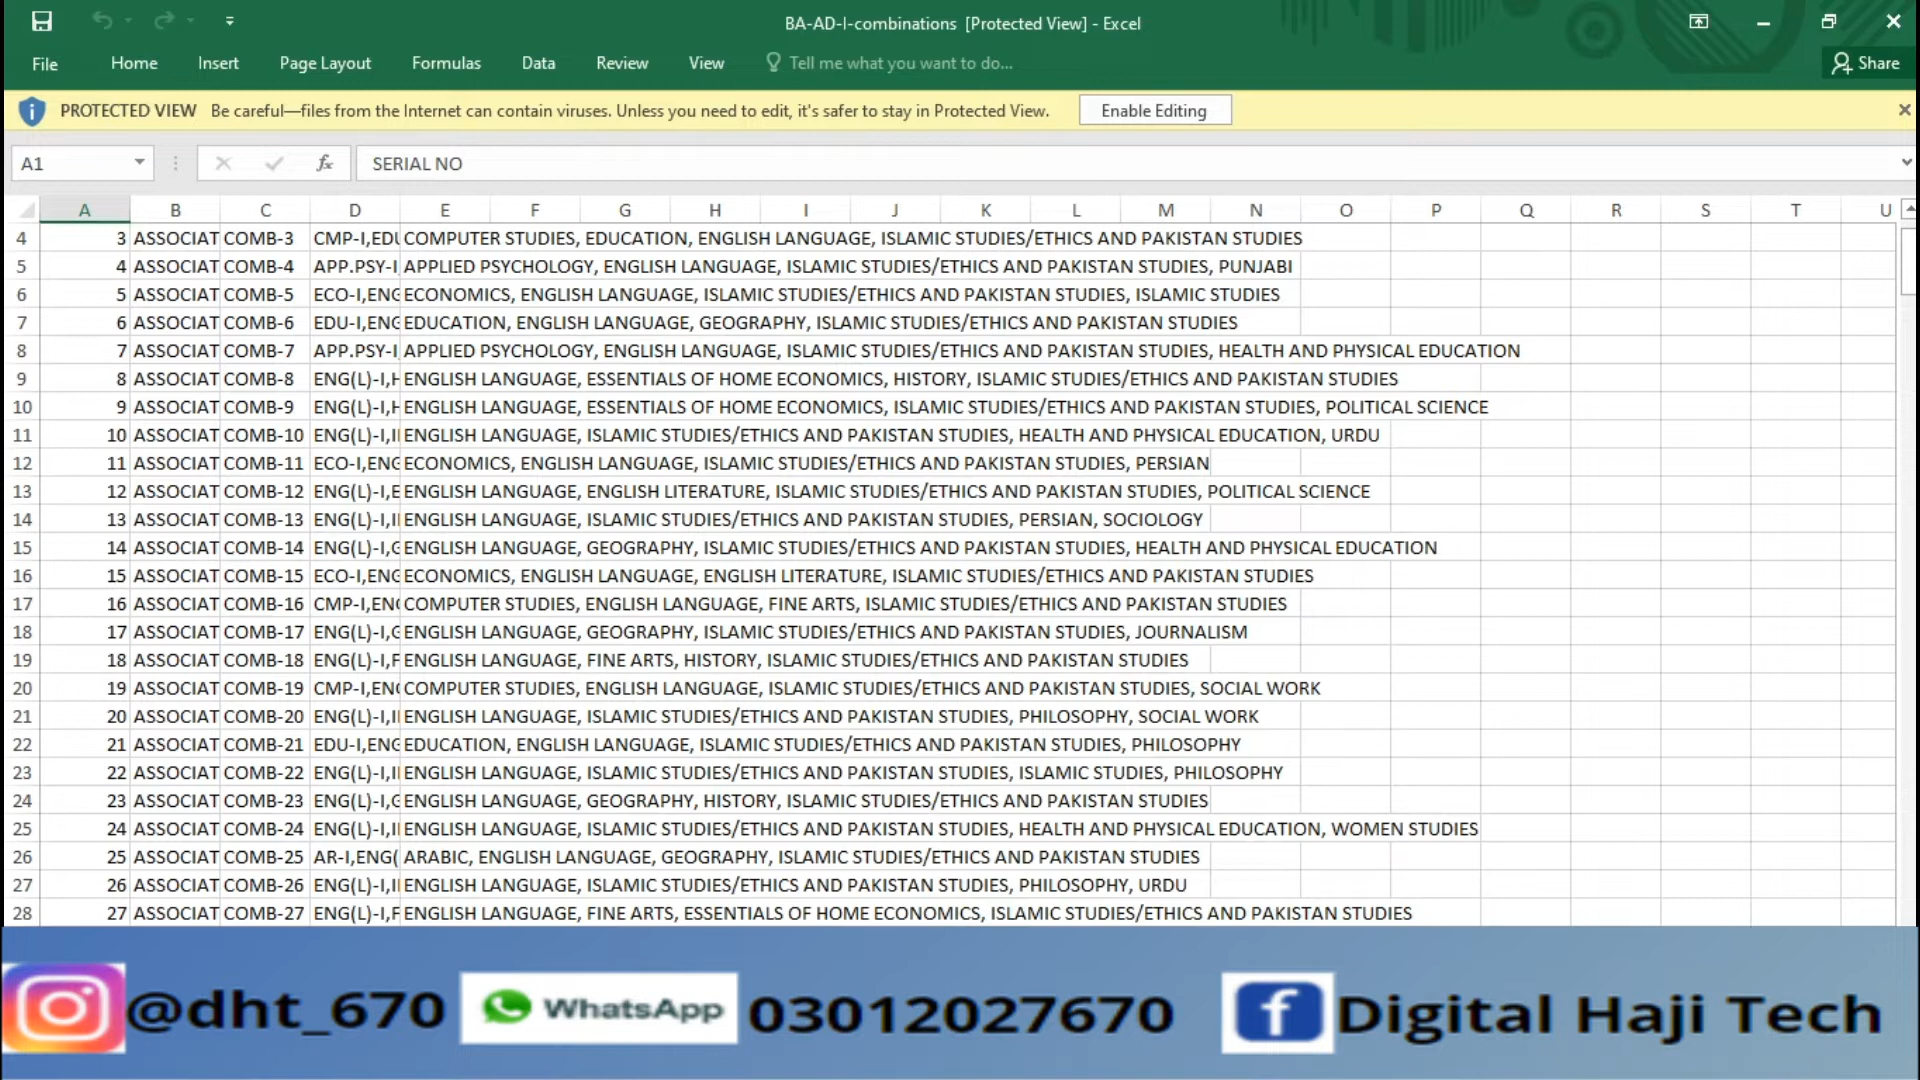 BA-AD-I-combinations [Protected View] - Excel
File Home Insert Page Layout Formulas Data Review View Tell me what you want to do... Share
PROTECTED VIEW Be careful—files from the Internet can contain viruses. Unless you need to edit, it's safer to stay in Protected View. Enable Editing
A1 fx SERIAL NO
A B C D E F G H I J K L M N O P Q R S T U
4 3 ASSOCIAT COMB-3 CMP-I,EDU COMPUTER STUDIES, EDUCATION, ENGLISH LANGUAGE, ISLAMIC STUDIES/ETHICS AND PAKISTAN STUDIES
5 4 ASSOCIAT COMB-4 APP.PSY-I, APPLIED PSYCHOLOGY, ENGLISH LANGUAGE, ISLAMIC STUDIES/ETHICS AND PAKISTAN STUDIES, PUNJABI
6 5 ASSOCIAT COMB-5 ECO-I,ENG ECONOMICS, ENGLISH LANGUAGE, ISLAMIC STUDIES/ETHICS AND PAKISTAN STUDIES, ISLAMIC STUDIES
7 6 ASSOCIAT COMB-6 EDU-I,ENG EDUCATION, ENGLISH LANGUAGE, GEOGRAPHY, ISLAMIC STUDIES/ETHICS AND PAKISTAN STUDIES
8 7 ASSOCIAT COMB-7 APP.PSY-I, APPLIED PSYCHOLOGY, ENGLISH LANGUAGE, ISLAMIC STUDIES/ETHICS AND PAKISTAN STUDIES, HEALTH AND PHYSICAL EDUCATION
9 8 ASSOCIAT COMB-8 ENG(L)-I,H ENGLISH LANGUAGE, ESSENTIALS OF HOME ECONOMICS, HISTORY, ISLAMIC STUDIES/ETHICS AND PAKISTAN STUDIES
10 9 ASSOCIAT COMB-9 ENG(L)-I,H ENGLISH LANGUAGE, ESSENTIALS OF HOME ECONOMICS, ISLAMIC STUDIES/ETHICS AND PAKISTAN STUDIES, POLITICAL SCIENCE
11 10 ASSOCIAT COMB-10 ENG(L)-I,I ENGLISH LANGUAGE, ISLAMIC STUDIES/ETHICS AND PAKISTAN STUDIES, HEALTH AND PHYSICAL EDUCATION, URDU
12 11 ASSOCIAT COMB-11 ECO-I,ENG ECONOMICS, ENGLISH LANGUAGE, ISLAMIC STUDIES/ETHICS AND PAKISTAN STUDIES, PERSIAN
13 12 ASSOCIAT COMB-12 ENG(L)-I,E ENGLISH LANGUAGE, ENGLISH LITERATURE, ISLAMIC STUDIES/ETHICS AND PAKISTAN STUDIES, POLITICAL SCIENCE
14 13 ASSOCIAT COMB-13 ENG(L)-I,I ENGLISH LANGUAGE, ISLAMIC STUDIES/ETHICS AND PAKISTAN STUDIES, PERSIAN, SOCIOLOGY
15 14 ASSOCIAT COMB-14 ENG(L)-I,G ENGLISH LANGUAGE, GEOGRAPHY, ISLAMIC STUDIES/ETHICS AND PAKISTAN STUDIES, HEALTH AND PHYSICAL EDUCATION
16 15 ASSOCIAT COMB-15 ECO-I,ENG ECONOMICS, ENGLISH LANGUAGE, ENGLISH LITERATURE, ISLAMIC STUDIES/ETHICS AND PAKISTAN STUDIES
17 16 ASSOCIAT COMB-16 CMP-I,ENG COMPUTER STUDIES, ENGLISH LANGUAGE, FINE ARTS, ISLAMIC STUDIES/ETHICS AND PAKISTAN STUDIES
18 17 ASSOCIAT COMB-17 ENG(L)-I,G ENGLISH LANGUAGE, GEOGRAPHY, ISLAMIC STUDIES/ETHICS AND PAKISTAN STUDIES, JOURNALISM
19 18 ASSOCIAT COMB-18 ENG(L)-I,F ENGLISH LANGUAGE, FINE ARTS, HISTORY, ISLAMIC STUDIES/ETHICS AND PAKISTAN STUDIES
20 19 ASSOCIAT COMB-19 CMP-I,ENG COMPUTER STUDIES, ENGLISH LANGUAGE, ISLAMIC STUDIES/ETHICS AND PAKISTAN STUDIES, SOCIAL WORK
21 20 ASSOCIAT COMB-20 ENG(L)-I,I ENGLISH LANGUAGE, ISLAMIC STUDIES/ETHICS AND PAKISTAN STUDIES, PHILOSOPHY, SOCIAL WORK
22 21 ASSOCIAT COMB-21 EDU-I,ENG EDUCATION, ENGLISH LANGUAGE, ISLAMIC STUDIES/ETHICS AND PAKISTAN STUDIES, PHILOSOPHY
23 22 ASSOCIAT COMB-22 ENG(L)-I,I ENGLISH LANGUAGE, ISLAMIC STUDIES/ETHICS AND PAKISTAN STUDIES, ISLAMIC STUDIES, PHILOSOPHY
24 23 ASSOCIAT COMB-23 ENG(L)-I,G ENGLISH LANGUAGE, GEOGRAPHY, HISTORY, ISLAMIC STUDIES/ETHICS AND PAKISTAN STUDIES
25 24 ASSOCIAT COMB-24 ENG(L)-I,I ENGLISH LANGUAGE, ISLAMIC STUDIES/ETHICS AND PAKISTAN STUDIES, HEALTH AND PHYSICAL EDUCATION, WOMEN STUDIES
26 25 ASSOCIAT COMB-25 AR-I,ENG( ARABIC, ENGLISH LANGUAGE, GEOGRAPHY, ISLAMIC STUDIES/ETHICS AND PAKISTAN STUDIES
27 26 ASSOCIAT COMB-26 ENG(L)-I,I ENGLISH LANGUAGE, ISLAMIC STUDIES/ETHICS AND PAKISTAN STUDIES, PHILOSOPHY, URDU
28 27 ASSOCIAT COMB-27 ENG(L)-I,F ENGLISH LANGUAGE, FINE ARTS, ESSENTIALS OF HOME ECONOMICS, ISLAMIC STUDIES/ETHICS AND PAKISTAN STUDIES
@dht_670 WhatsApp 03012027670 f Digital Haji Tech